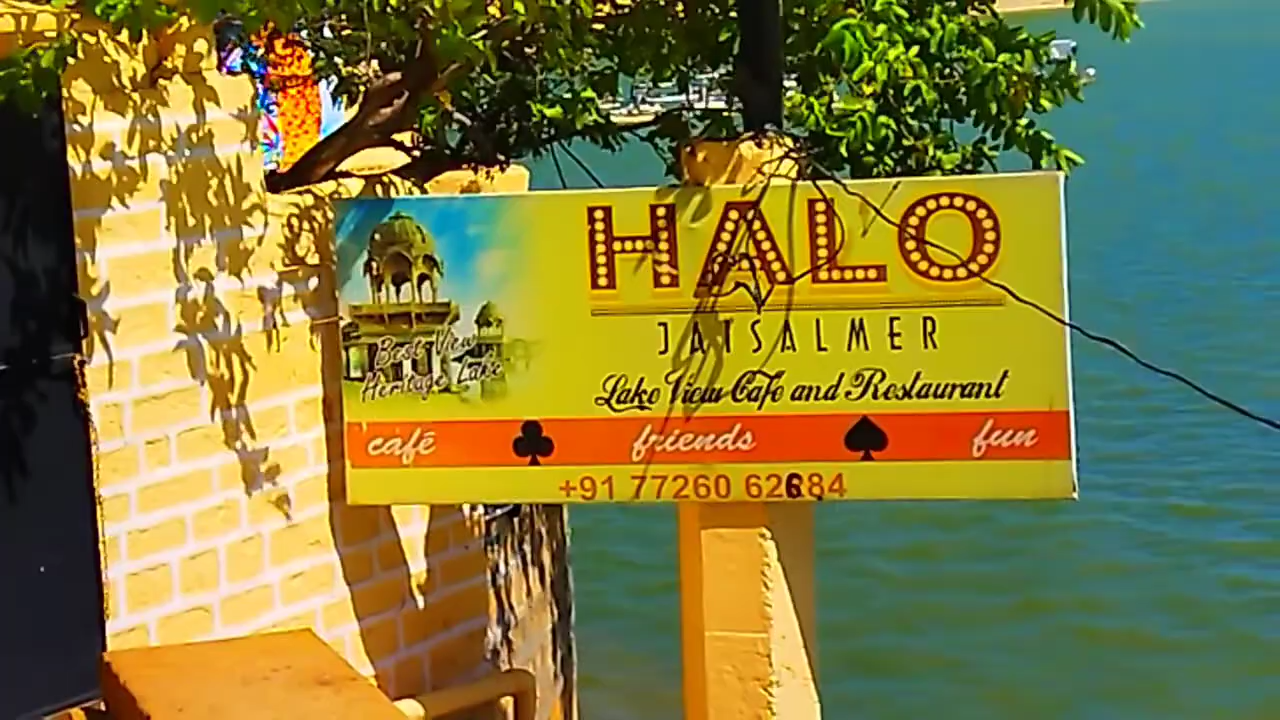 HALO
JAISALMER
Best View
Heritage Lake
Lake View Cafe and Restaurant
café friends fun
+91 77260 62684